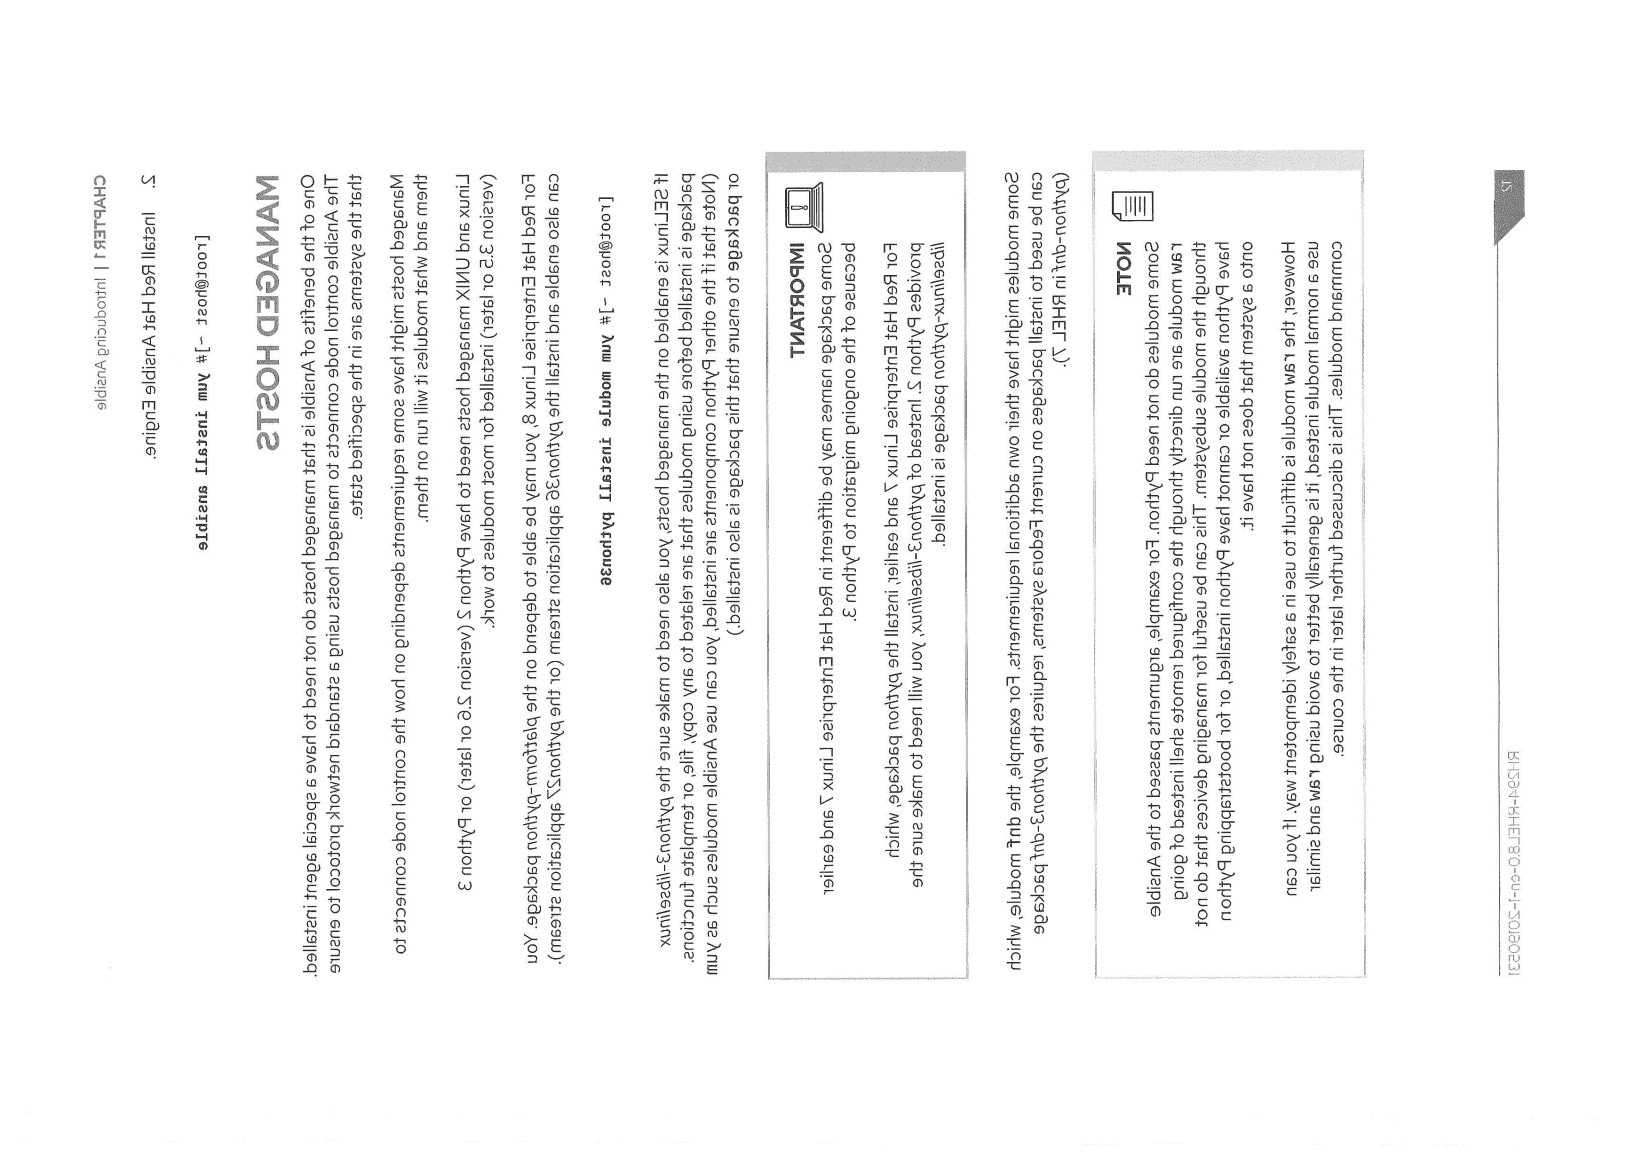 CHAPTER 1 | Introducing Ansible
2. Install Red Hat Ansible Engine.
[root@host ~]# yum install ansible
MANAGED HOSTS
One of the benefits of Ansible is that managed hosts do not need to have a special agent installed.
The Ansible control node connects to managed hosts using a standard network protocol to ensure
that the systems are in the specified state.
Managed hosts might have some requirements depending on how the control node connects to
them and what modules it will run on them.
Linux and UNIX managed hosts need to have Python 2 (version 2.6 or later) or Python 3
(version 3.5 or later) installed for most modules to work.
For Red Hat Enterprise Linux 8, you may be able to depend on the platform-python package. You
can also enable and install the python36 application stream (or the python27 application stream).
[root@host ~]# yum module install python36
If SELinux is enabled on the managed hosts, you also need to make sure the python3-libselinux
package is installed before using modules that are related to any copy, file, or template functions.
(Note that if the other Python components are installed, you can use Ansible modules such as yum
or package to ensure that this package is also installed.)
IMPORTANT
Some package names may be different in Red Hat Enterprise Linux 7 and earlier
because of the ongoing migration to Python 3.
For Red Hat Enterprise Linux 7 and earlier, install the python package, which
provides Python 2. Instead of python3-libselinux, you will need to make sure the
libselinux-python package is installed.
Some modules might have their own additional requirements. For example, the dnf module, which
can be used to install packages on current Fedora systems, requires the python3-dnf package
(python-dnf in RHEL 7).
NOTE
Some modules do not need Python. For example, arguments passed to the Ansible
raw module are run directly through the configured remote shell instead of going
through the module subsystem. This can be useful for managing devices that do not
have Python available or cannot have Python installed, or for bootstrapping Python
onto a system that does not have it.
However, the raw module is difficult to use in a safely idempotent way. If you can
use a normal module instead, it is generally better to avoid using raw and similar
command modules. This is discussed further later in the course.
12
RH294-RHEL8.0-en-1-20190531